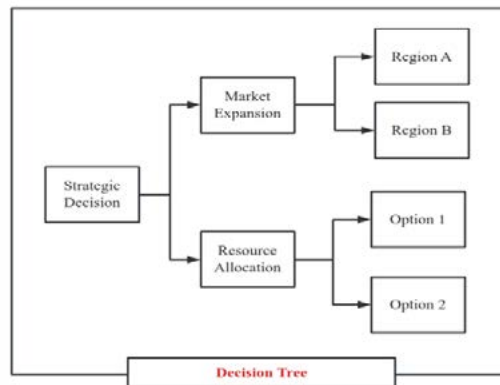 Region A
Market
Expansion
Region B
Strategic
Decision
Option 1
Resource
Allocation
Option 2
Decision Tree